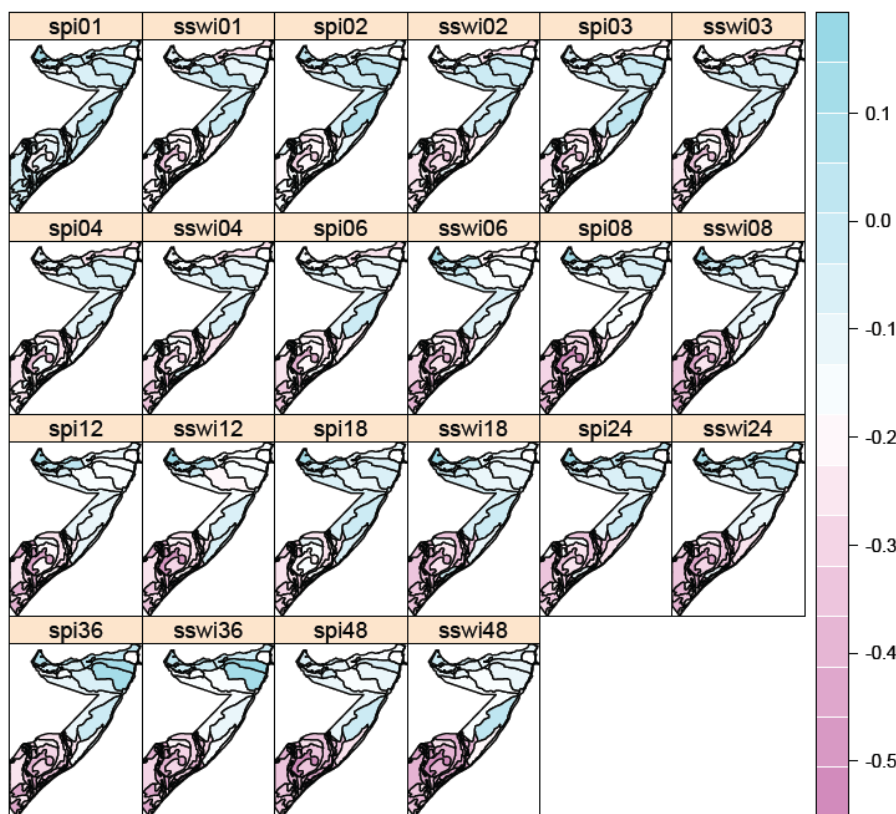 spi01 sswi01 spi02 sswi02 spi03 sswi03
0.1
0.0
spi04 sswi04 spi06 sswi06 spi08 sswi08
-0.1
-0.2
spi12 sswi12 spi18 sswi18 spi24 sswi24
-0.3
spi36 sswi36 spi48 sswi48
-0.4
-0.5